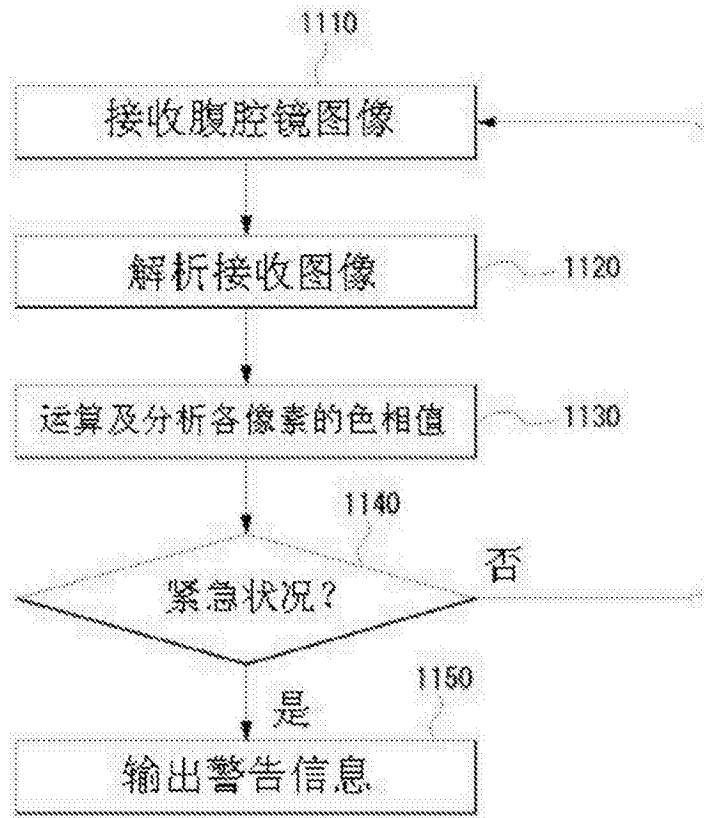 1110
接收腹腔镜图像
解析接收图像
1120
运算及分析各像素的色相值
1130
1140
紧急状况?
否
是
1150
输出警告信息